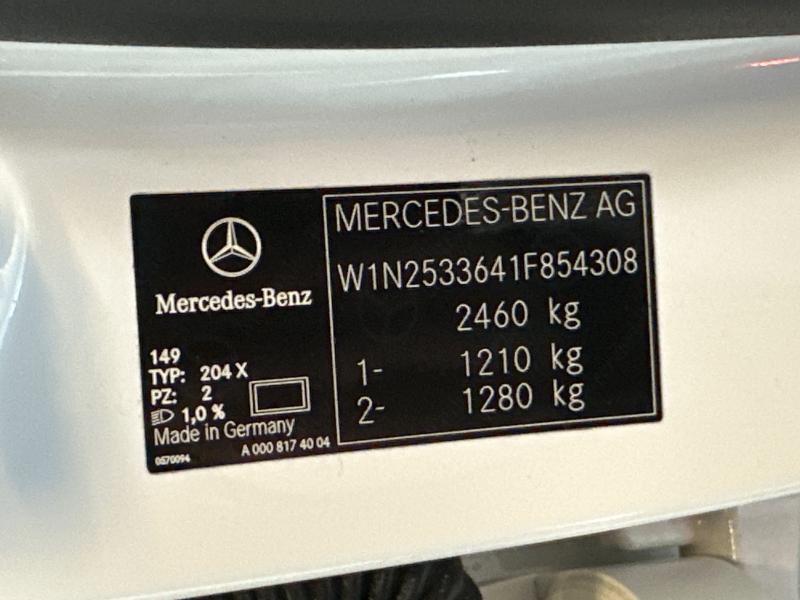 Mercedes-Benz
149
TYP: 204 X
PZ: 2
1,0 %
Made in Germany
0570094
A 000 817 40 04
MERCEDES-BENZ AG
W1N2533641F854308
2460 kg
1- 1210 kg
2- 1280 kg